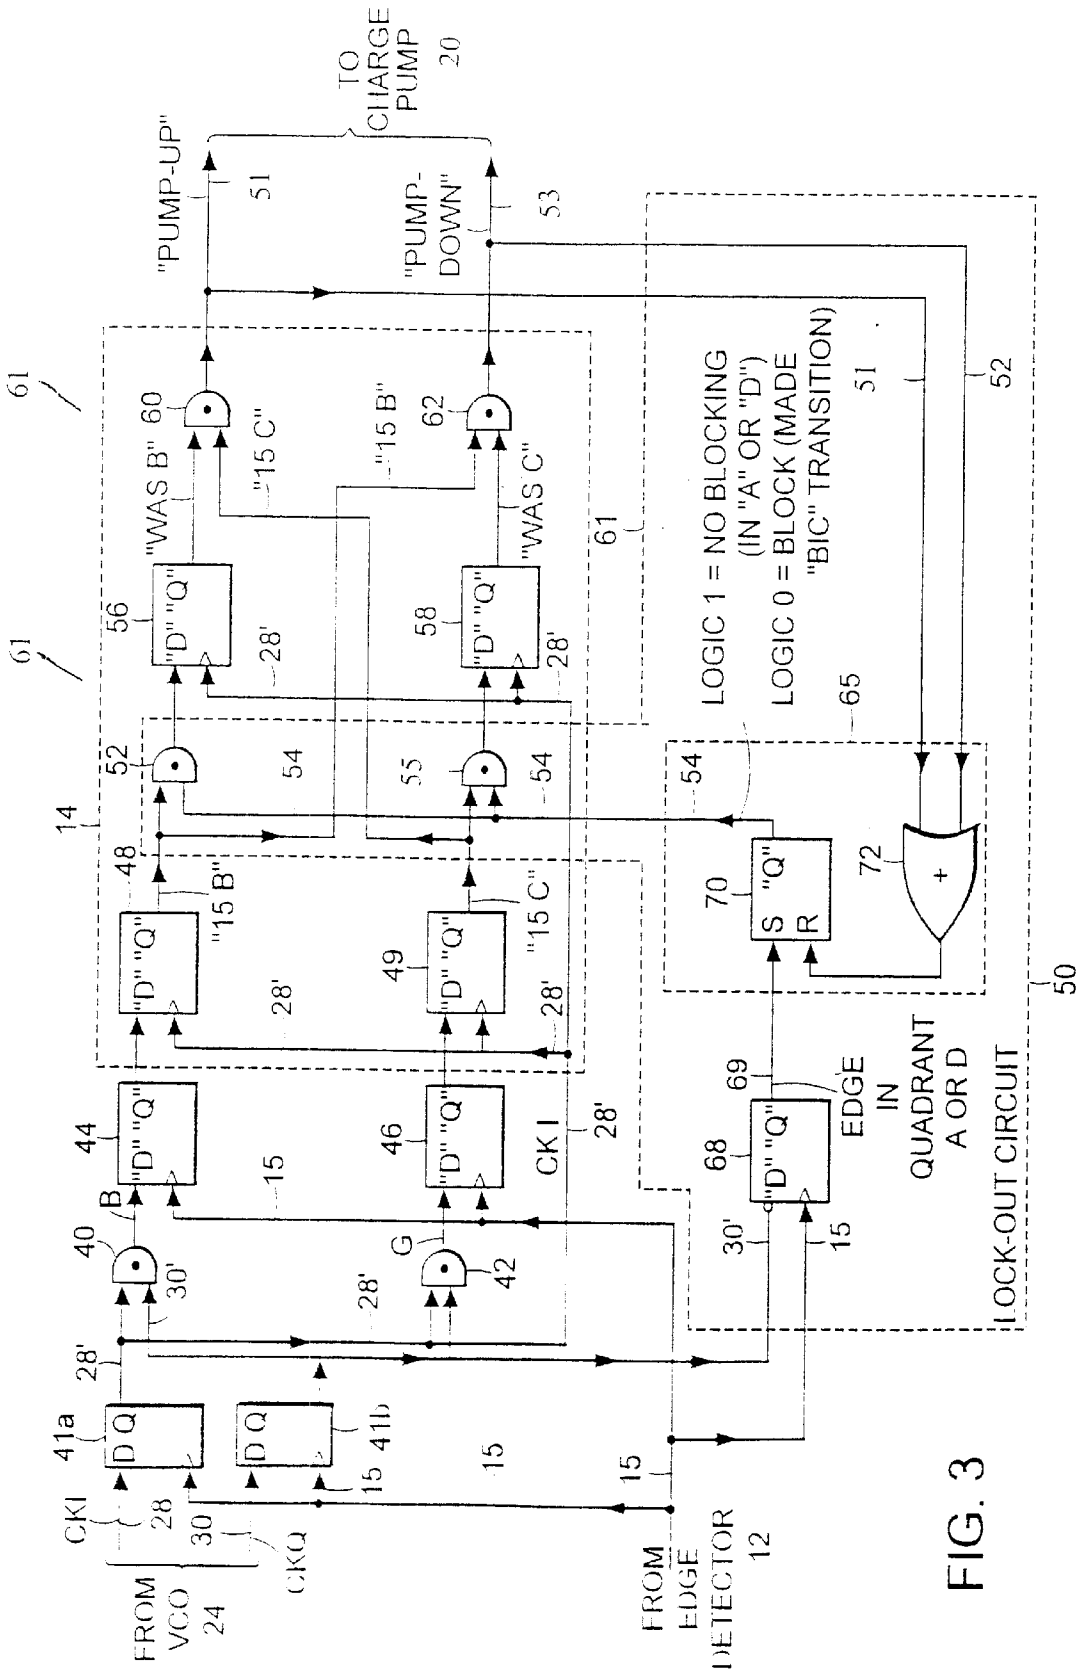 FROM
VCO
24
CKI
28
30
CKQ
41a
D Q
D Q
41b
28'
30'
28'
40
B
G
42
15
15
15
15
FROM
EDGE
DETECTOR
12
44
"D" "Q"
46
"D" "Q"
15
CK I
28'
14
48
"D" "Q"
"15 B"
28'
49
"D" "Q"
"15 C"
28'
52
54
55
54
54
56
"D" "Q"
"WAS B"
28'
58
"D" "Q"
"WAS C"
28'
60
"15 C"
"15 B"
62
61
61
61
"PUMP-UP"
51
"PUMP-
DOWN"
53
TO
CHARGE
PUMP
20
68
"D" "Q"
30'
15
69
EDGE
IN
QUADRANT
A OR D
70
S "Q"
R
72
+
65
LOGIC 1 = NO BLOCKING
(IN "A" OR "D")
LOGIC 0 = BLOCK (MADE
"BIC" TRANSITION)
51
52
50
LOCK-OUT CIRCUIT
FIG. 3